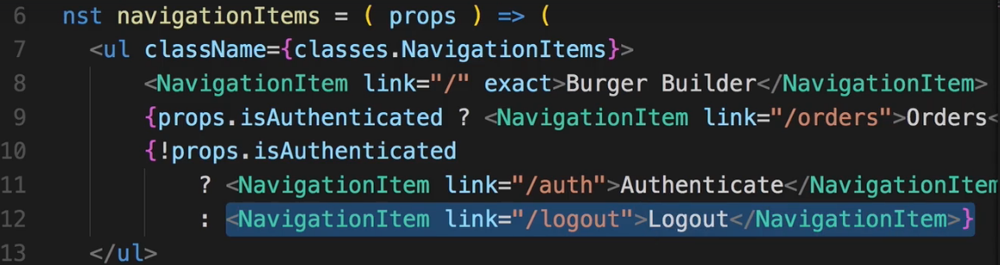 6 nst navigationItems = ( props ) => (
7 <ul className={classes.NavigationItems}>
8 <NavigationItem link="/" exact>Burger Builder</NavigationItem>
9 {props.isAuthenticated ? <NavigationItem link="/orders">Orders<
10 {!props.isAuthenticated
11 ? <NavigationItem link="/auth">Authenticate</NavigationItem
12 : <NavigationItem link="/logout">Logout</NavigationItem>}
13 </ul>